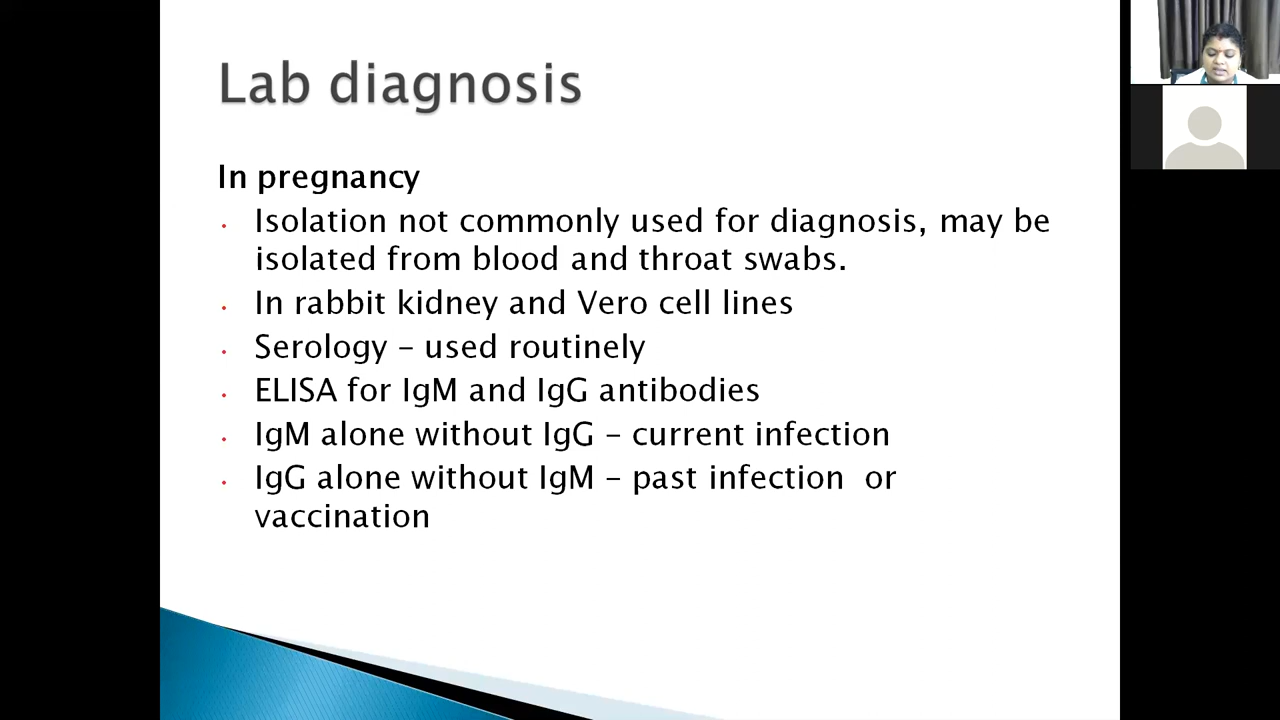 Lab diagnosis
In pregnancy
• Isolation not commonly used for diagnosis, may be
isolated from blood and throat swabs.
• In rabbit kidney and Vero cell lines
• Serology – used routinely
• ELISA for IgM and IgG antibodies
• IgM alone without IgG – current infection
• IgG alone without IgM – past infection or
vaccination